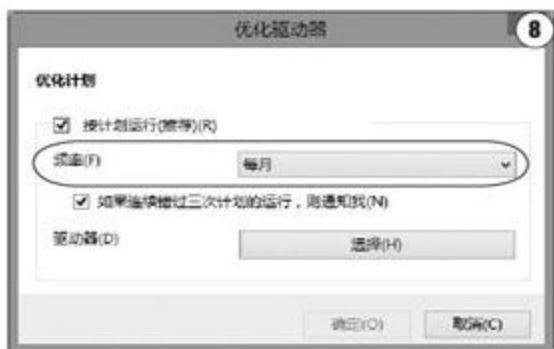 优化驱动器
8
优化计划
按计划运行(推荐)(R)
频率(F)
每月
如果连续错过三次计划的运行，则通知我(N)
驱动器(D)
选择(H)
确定(O)
取消(C)